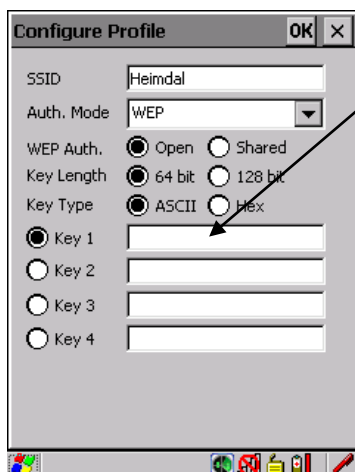 Configure Profile OK
SSID Heimdal
Auth. Mode WEP
WEP Auth. Open Shared
Key Length 64 bit 128 bit
Key Type ASCII Hex
Key 1
Key 2
Key 3
Key 4